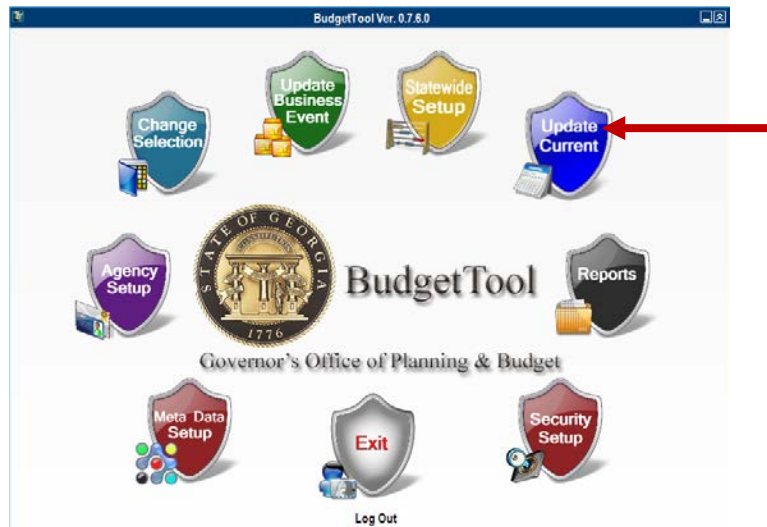 BudgetTool Ver. 0.7.6.0
Update
Business
Event
Statewide
Setup
Change
Selection
Update
Current
Agency
Setup
STATE OF GEORGIA
CONSTITUTION
1776
BudgetTool
Reports
Governor's Office of Planning & Budget
Meta Data
Setup
Exit
Security
Setup
Log Out